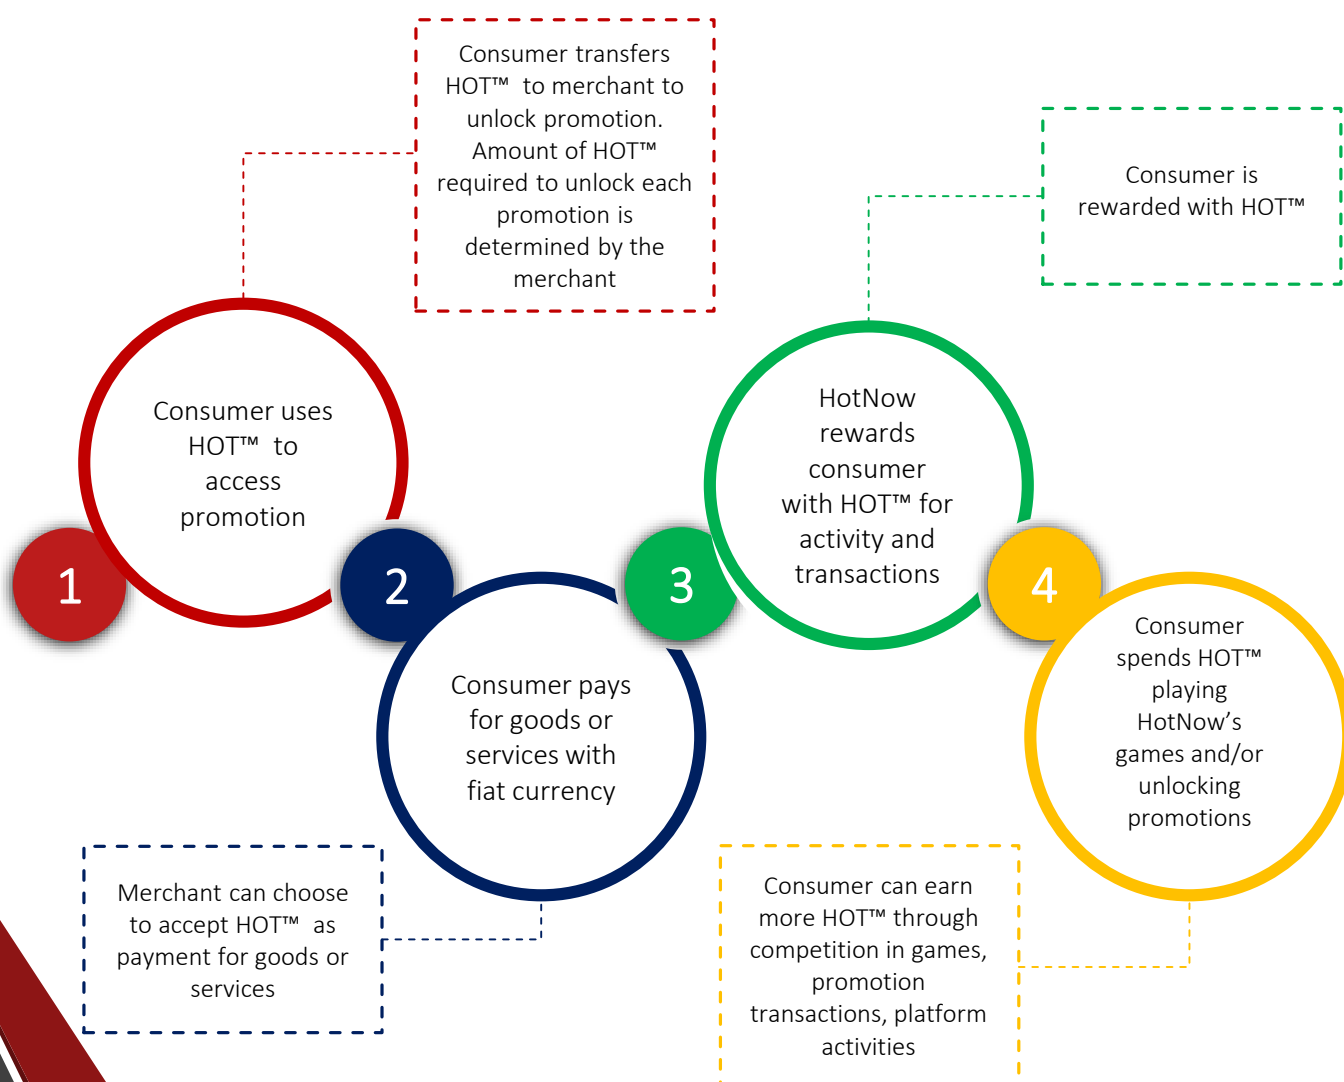 Consumer transfers
HOT™ to merchant to
unlock promotion.
Amount of HOT™
required to unlock each
promotion is
determined by the
merchant
Consumer is
rewarded with HOT™
1
Consumer uses
HOT™ to
access
promotion
2
Consumer pays
for goods or
services with
fiat currency
Merchant can choose
to accept HOT™ as
payment for goods or
services
3
HotNow
rewards
consumer
with HOT™ for
activity and
transactions
4
Consumer
spends HOT™
playing
HotNow’s
games and/or
unlocking
promotions
Consumer can earn
more HOT™ through
competition in games,
promotion
transactions, platform
activities